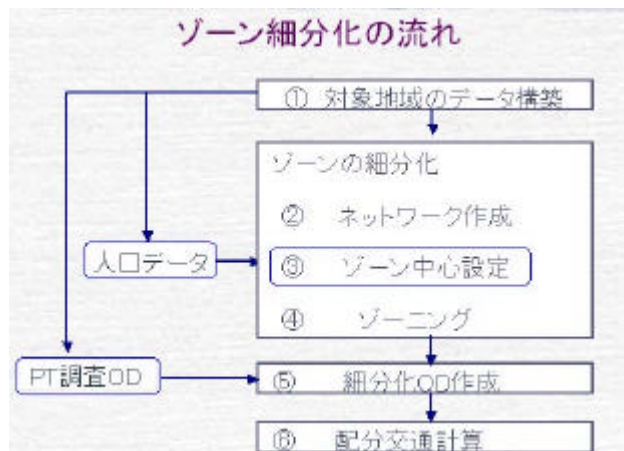 ゾーン細分化の流れ
① 対象地域のデータ構築
ゾーンの細分化
② ネットワーク作成
人口データ
③ ゾーン中心設定
④ ゾーニング
PT調査OD
⑤ 細分化OD作成
⑥ 配分交通計算